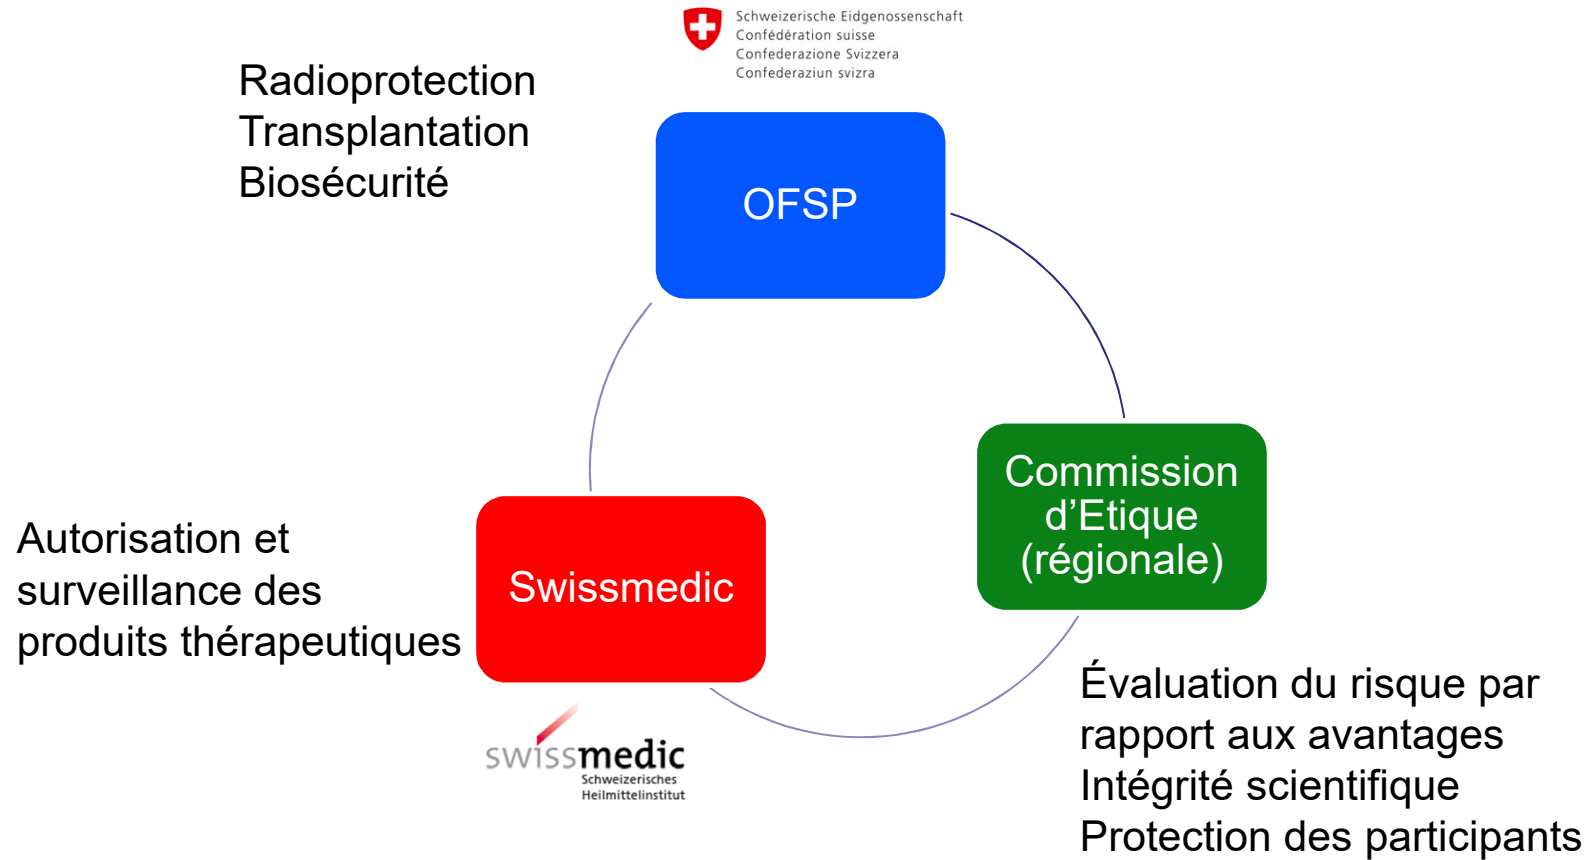 Schweizerische Eidgenossenschaft
Confédération suisse
Confederazione Svizzera
Confederaziun svizra
Radioprotection
Transplantation
Biosécurité
OFSP
Commission
d’Etique
(régionale)
Autorisation et
surveillance des
produits thérapeutiques
Swissmedic
swissmedic
Schweizerisches
Heilmittelinstitut
Évaluation du risque par
rapport aux avantages
Intégrité scientifique
Protection des participants